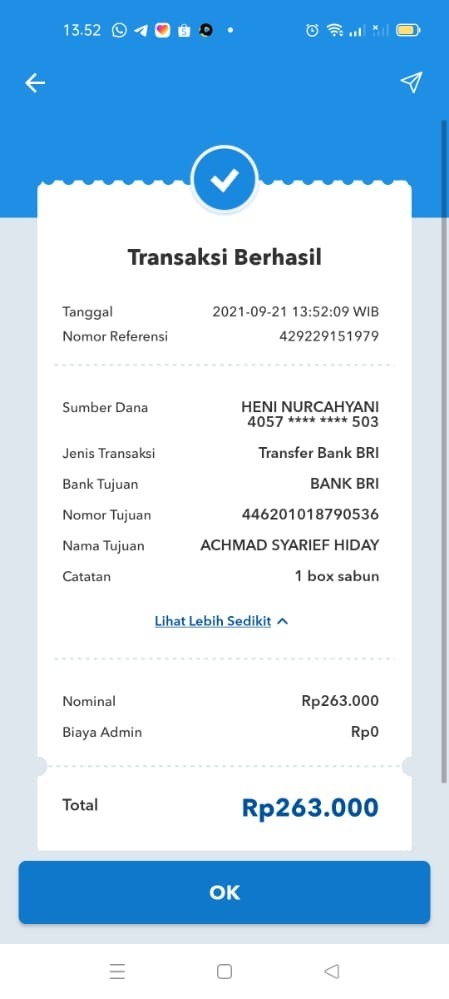 13.52
Transaksi Berhasil
Tanggal 2021-09-21 13:52:09 WIB
Nomor Referensi 429229151979
Sumber Dana HENI NURCAHYANI
4057 **** **** 503
Jenis Transaksi Transfer Bank BRI
Bank Tujuan BANK BRI
Nomor Tujuan 446201018790536
Nama Tujuan ACHMAD SYARIEF HIDAY
Catatan 1 box sabun
Lihat Lebih Sedikit
Nominal Rp263.000
Biaya Admin Rp0
Total Rp263.000
OK